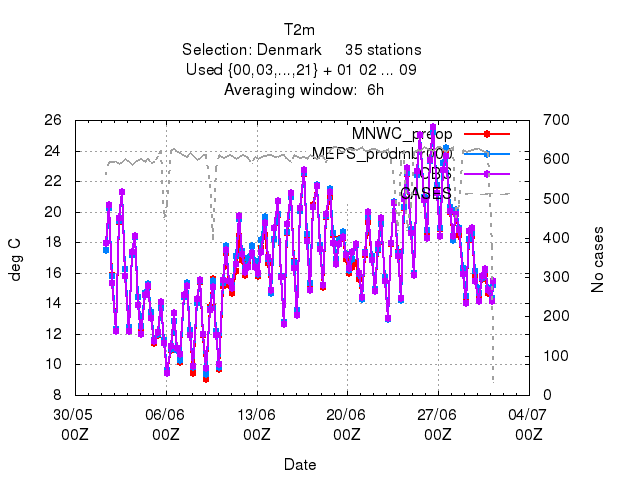 T2m
Selection: Denmark     35 stations
Used {00,03,...,21} + 01 02 ... 09
Averaging window:  6h
26
24
22
20
18
16
14
12
10
8
deg C
700
600
500
400
300
200
100
0
No cases
MNWC_preop
MEPS_prodmbr000
OBS
CASES
30/05 06/06 13/06 20/06 27/06 04/07
00Z 00Z 00Z 00Z 00Z 00Z
Date